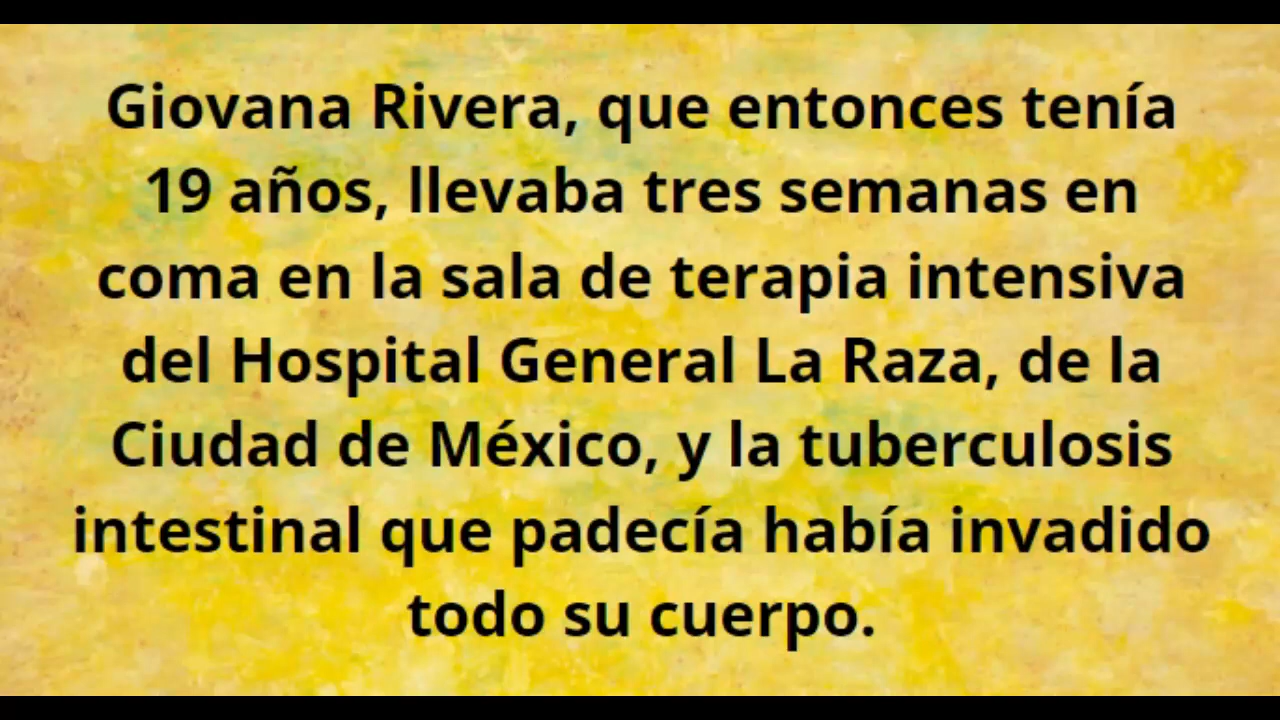 Giovana Rivera, que entonces tenía
19 años, llevaba tres semanas en
coma en la sala de terapia intensiva
del Hospital General La Raza, de la
Ciudad de México, y la tuberculosis
intestinal que padecía había invadido
todo su cuerpo.